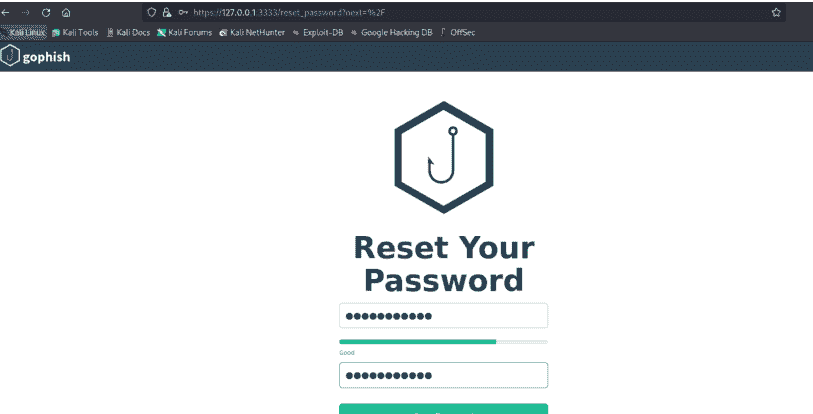 https://127.0.0.1:3333/reset_password?next=%2F
Kali Linux Kali Tools Kali Docs Kali Forums Kali NetHunter Exploit-DB Google Hacking DB OffSec
gophish
Reset Your
Password
Good